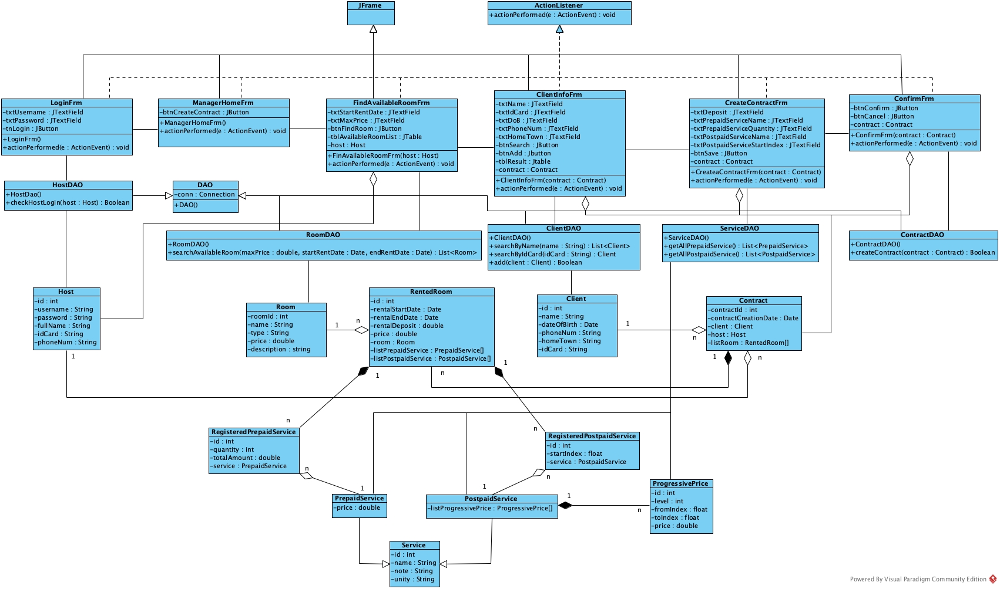 JFrame
ActionListener
+actionPerformed(e : ActionEvent) : void
LoginFrm
-txtUsername : JTextField
-txtPassword : JTextField
-tnLogin : JButton
+LoginFrm()
+actionPerformed(e : ActionEvent) : void
ManagerHomeFrm
-btnCreateContract : JButton
+ManagerHomeFrm()
+actionPerformed(e : ActionEvent) : void
FindAvailableRoomFrm
-txtStartRentDate : JTextField
-txtMaxPrice : JTextField
-btnFindRoom : JButton
-tblAvailableRoomList : JTable
-host : Host
+FinAvailableRoomFrm(host : Host)
+actionPerformed(e : ActionEvent) : void
ClientInfoFrm
-txtName : JTextField
-txtIdCard : JTextField
-txtDoB : JTextField
-txtPhoneNum : JTextField
-txtHomeTown : JTextField
-btnSearch : JButton
-btnAdd : Jbutton
-tblResult : Jtable
-contract : Contract
+ClientInfoFrm(contract : Contract)
+actionPerformed(e : ActionEvent) : void
CreateContractFrm
-txtDeposit : JTextField
-txtPrepaidServiceName : JTextField
-txtPrepaidServiceQuantity : JTextField
-txtPostpaidServiceName : JTextField
-txtPostpaidServiceStartIndex : JTextField
-btnSave : JButton
-contract : Contract
+CreateaContractFrm(contract : Contract)
+actionPerformed(e : ActionEvent) : void
ConfirmFrm
-btnConfirm : JButton
-btnCancel : JButton
-contract : Contract
+ConfirmFrm(contract : Contract)
+actionPerformed(e : ActionEvent) : void
HostDAO
+HostDao()
+checkHostLogin(host : Host) : Boolean
DAO
-conn : Connection
+DAO()
RoomDAO
+RoomDAO()
+searchAvailableRoom(maxPrice : double, startRentDate : Date, endRentDate : Date) : List<Room>
ClientDAO
+ClientDAO()
+searchByName(name : String) : List<Client>
+searchByIdCard(idCard : String) : Client
+add(client : Client) : Boolean
ServiceDAO
+ServiceDAO()
+getAllPrepaidService() : List<PrepaidService>
+getAllPostpaidService() : List<PostpaidService>
ContractDAO
+ContractDAO()
+createContract(contract : Contract) : Boolean
Host
-id : int
-username : String
-password : String
-fullName : String
-idCard : String
-phoneNum : String
1
Room
-roomId : int
-name : String
-type : String
-price : double
-description : string
1
n
RentedRoom
-id : int
-rentalStartDate : Date
-rentalEndDate : Date
-rentalDeposit : double
-price : double
-room : Room
-listPrepaidService : PrepaidService[]
-listPostpaidService : PostpaidService[]
1
n
1
Client
-id : int
-name : String
-dateOfBirth : Date
-phoneNum : String
-homeTown : String
-idCard : String
1
n
Contract
-contractId : int
-contractCreationDate : Date
-client : Client
-host : Host
-listRoom : RentedRoom[]
1
n
n
RegisteredPrepaidService
-id : int
-quantity : int
-totalAmount : double
-service : PrepaidService
n
1
n
RegisteredPostpaidService
-id : int
-startIndex : float
-service : PostpaidService
n
1
PrepaidService
-price : double
PostpaidService
-listProgressivePrice : ProgressivePrice[]
1
n
ProgressivePrice
-id : int
-level : int
-fromIndex : float
-toIndex : float
-price : double
Service
-id : int
-name : String
-note : String
-unity : String
Powered By Visual Paradigm Community Edition